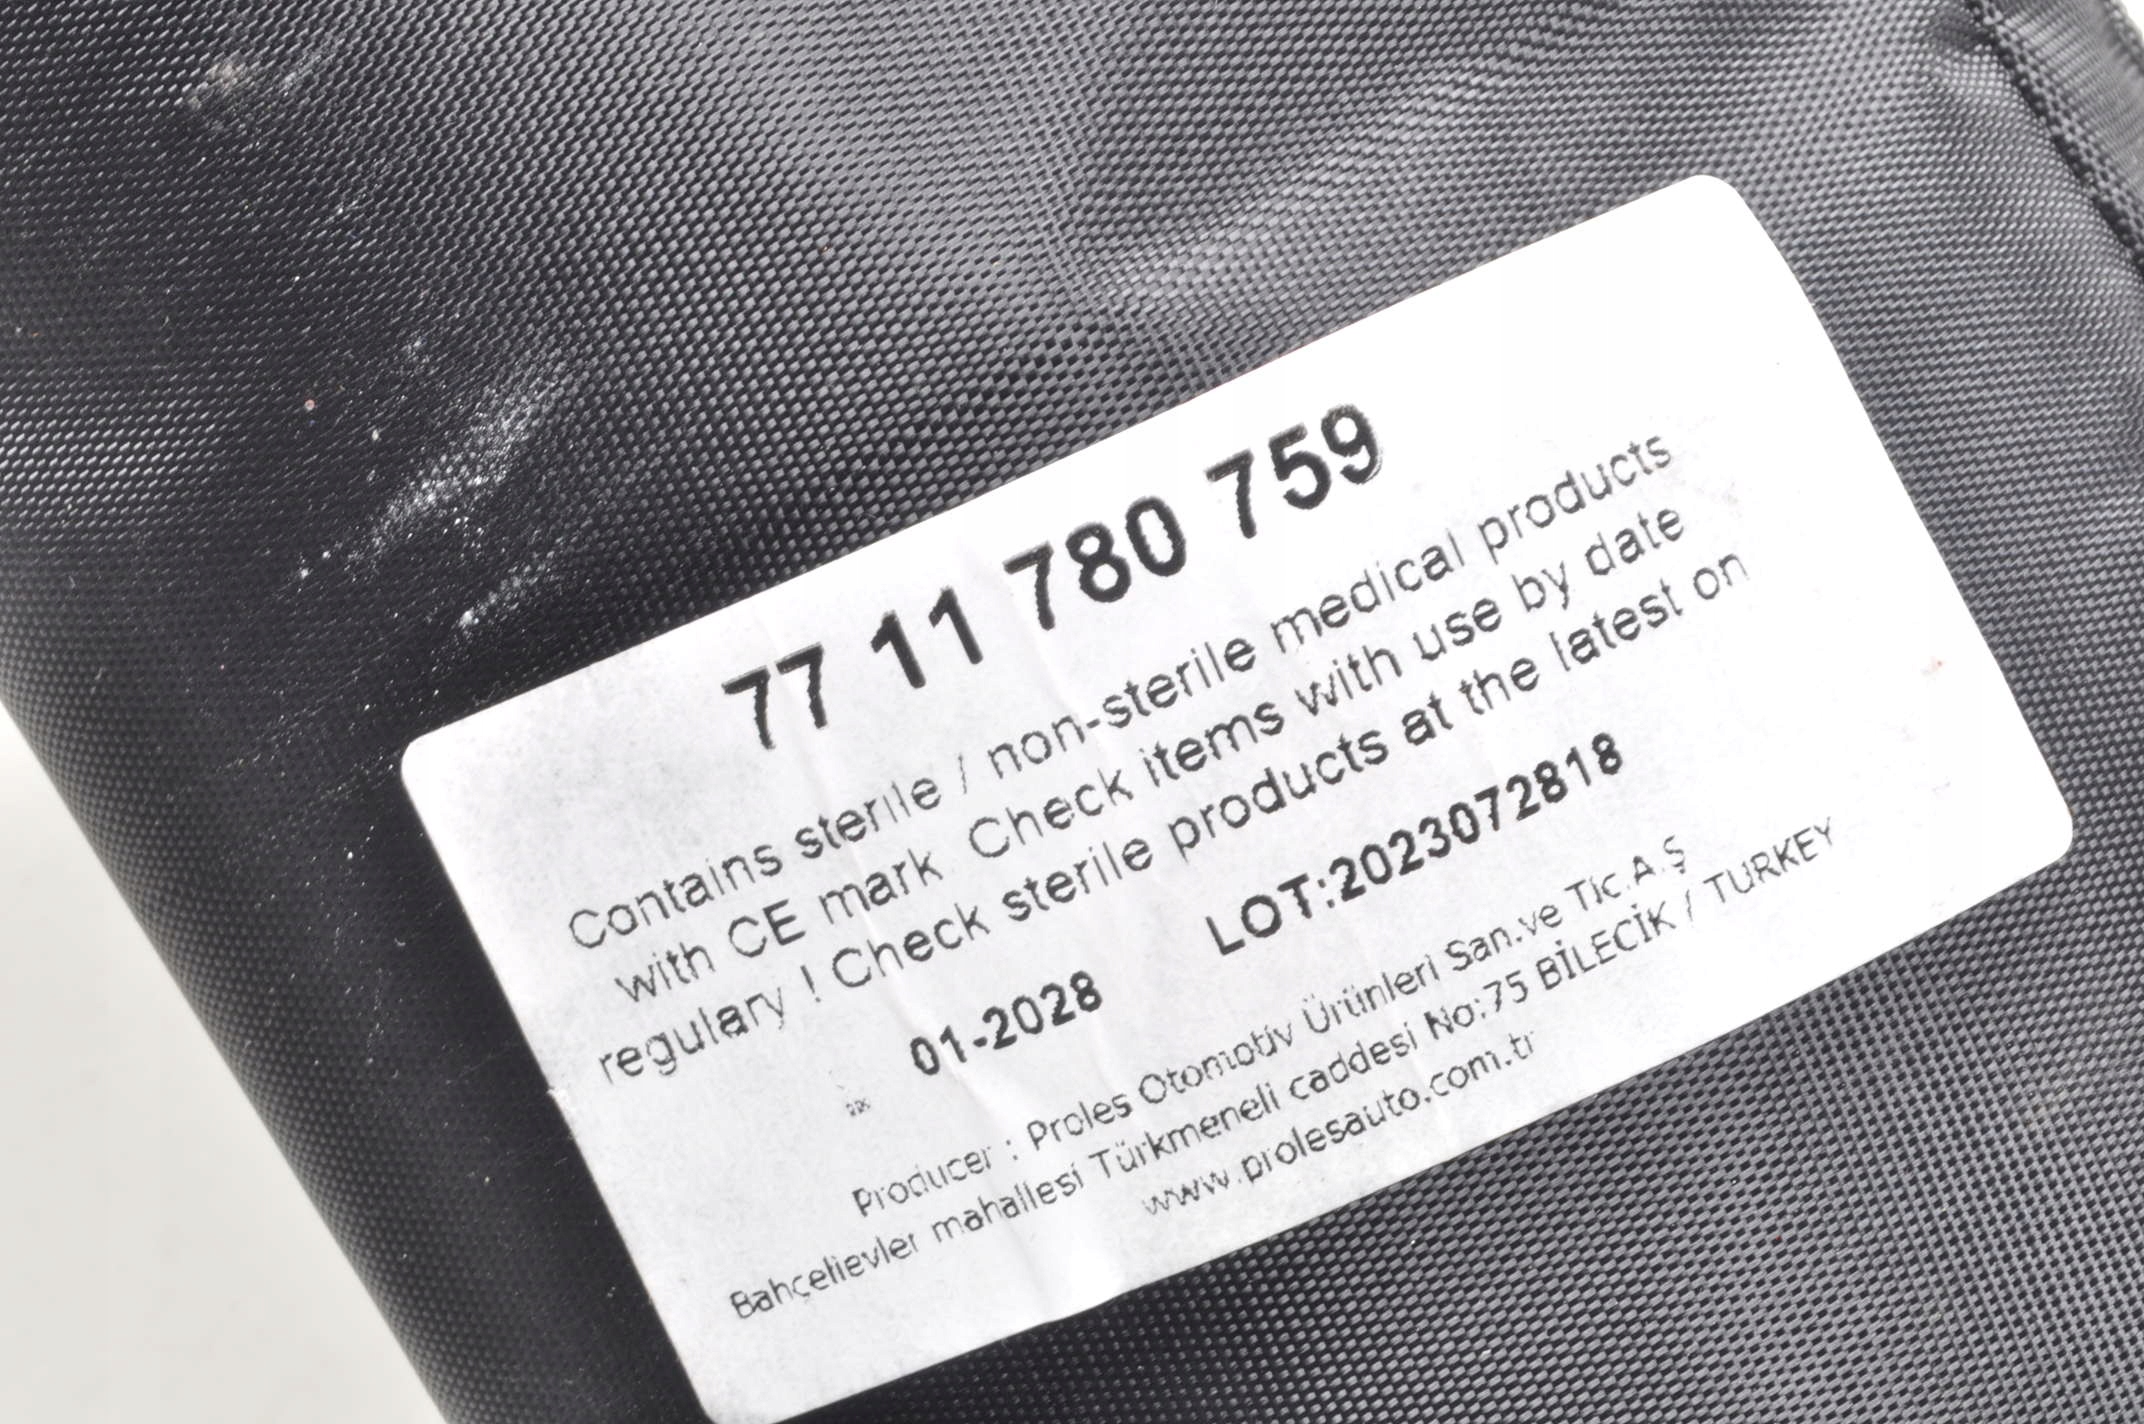 77 11 780 759
Contains sterile / non-sterile medical products
with CE mark. Check items with use by date
regulary ! Check sterile products at the latest on
01-2028
LOT:2023072818
Producer : Proles Otomotiv Ürünleri San.ve Tic.A.Ş
Bahçelievler mahallesi Türkmeneli caddesi No:75 BİLECİK / TURKEY
www.prolesauto.com.tr